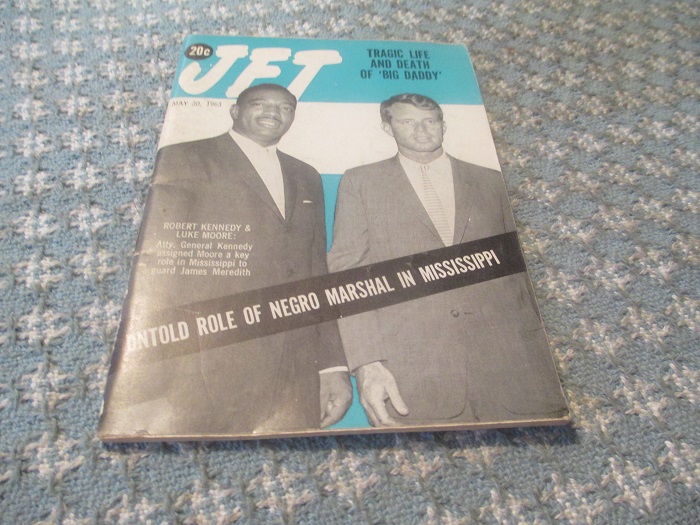 20c
JET
TRAGIC LIFE
AND DEATH
OF 'BIG DADDY'
MAY 30, 1963
ROBERT KENNEDY &
LUKE MOORE:
Atty. General Kennedy
assigned Moore a key
role in Mississippi to
guard James Meredith
UNTOLD ROLE OF NEGRO MARSHAL IN MISSISSIPPI